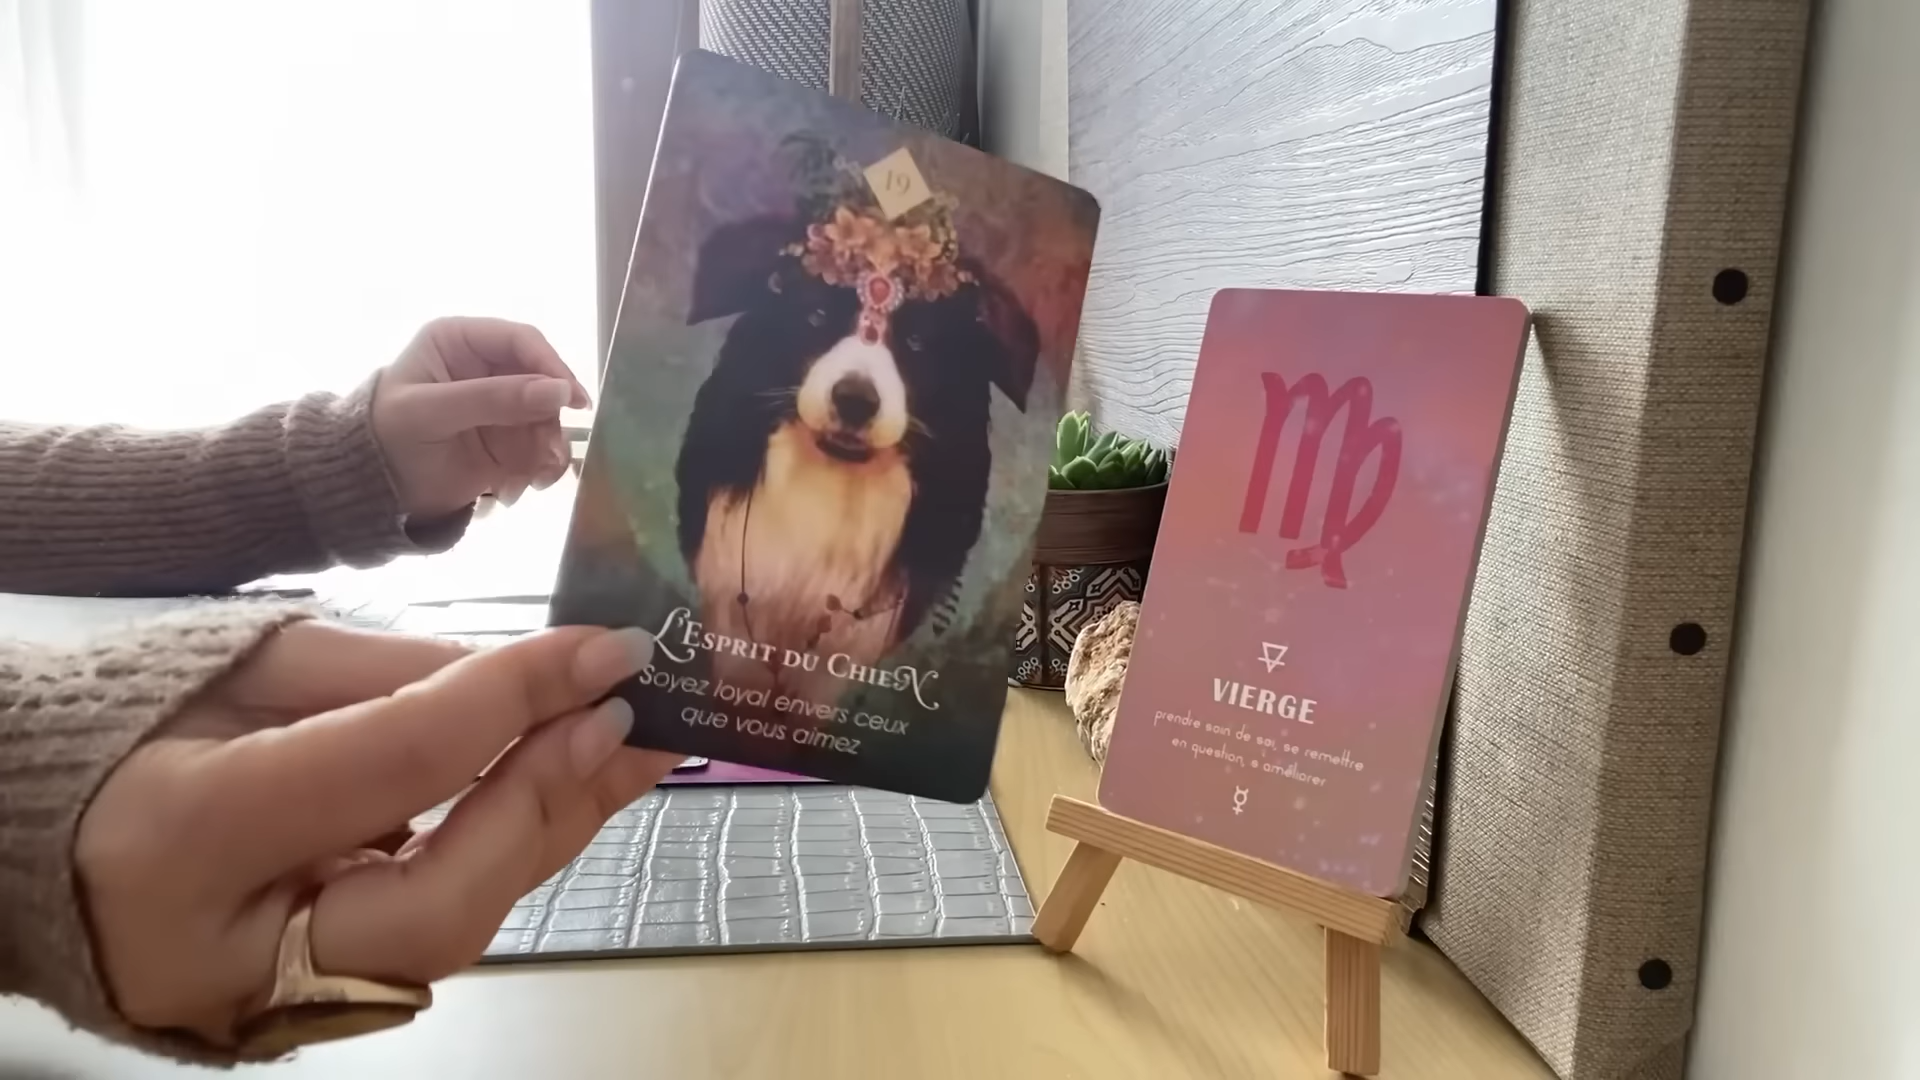 19
L'Esprit du Chien
Soyez loyal envers ceux
que vous aimez
VIERGE
prendre soin de soi, se remettre
en question, s améliorer